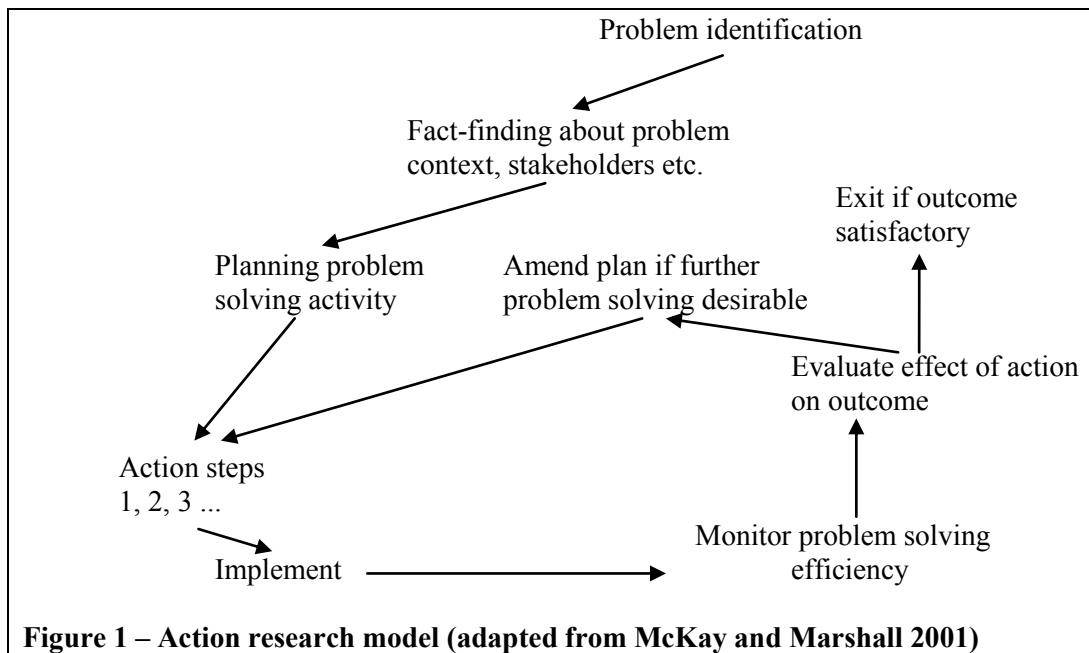 Problem identification
Fact-finding about problem
context, stakeholders etc.
Exit if outcome
satisfactory
Planning problem
solving activity
Amend plan if further
problem solving desirable
Evaluate effect of action
on outcome
Action steps
1, 2, 3 ...
Monitor problem solving
efficiency
Implement
Figure 1 – Action research model (adapted from McKay and Marshall 2001)